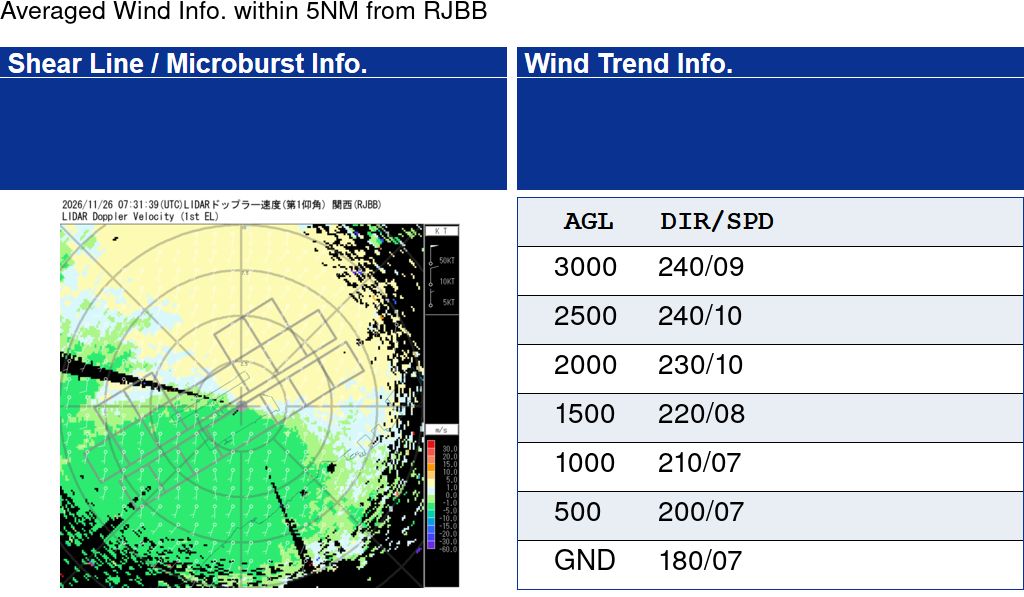 Averaged Wind Info. within 5NM from RJBB
Shear Line / Microburst Info.
Wind Trend Info.
2026/11/26 07:31:39(UTC)LIDARドップラー速度(第1仰角) 関西(RJBB)
LIDAR Doppler Velocity (1st EL)
KT
50KT
10KT
5KT
m/s
30.0
20.0
15.0
10.0
5.0
1.0
0.0
-1.0
-5.0
-10.0
-15.0
-20.0
-30.0
-60.0
AGL DIR/SPD
3000 240/09
2500 240/10
2000 230/10
1500 220/08
1000 210/07
500 200/07
GND 180/07